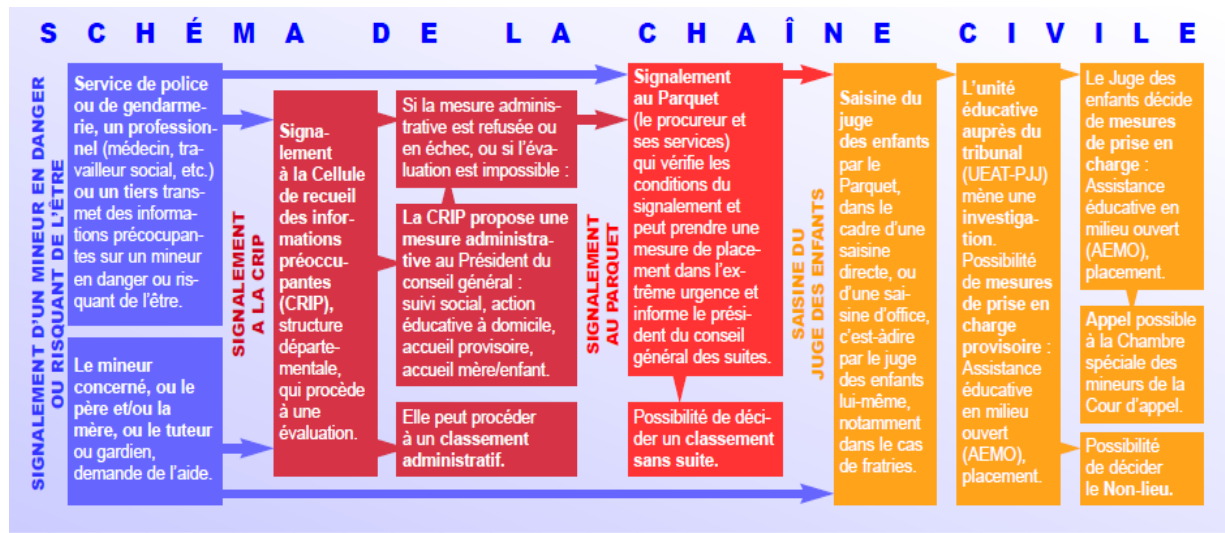 SCHÉMA DE LA CHAÎNE CIVILE
SIGNALEMENT D'UN MINEUR EN DANGER
OU RISQUANT DE L'ÊTRE
Service de police
ou de gendarme-
rie, un profession-
nel (médecin, tra-
vailleur social, etc.)
ou un tiers trans-
met des informa-
tions précocupan-
tes sur un mineur
en danger ou ris-
quant de l'être.
Le mineur
concerné, ou le
père et/ou la
mère, ou le tuteur
ou gardien,
demande de l'aide.
SIGNALEMENT
A LA CRIP
Signa-
lement
à la Cellule
de recueil
des infor-
mations
préoccu-
pantes
(CRIP),
structure
départe-
mentale,
qui procède
à une
évaluation.
Si la mesure adminis-
trative est refusée ou
en échec, ou si l'éva-
luation est impossible :
La CRIP propose une
mesure administra-
tive au Président du
conseil général :
suivi social, action
éducative à domicile,
accueil provisoire,
accueil mère/enfant.
Elle peut procéder
à un classement
administratif.
SIGNALEMENT
AU PARQUET
Signalement
au Parquet
(le procureur et
ses services)
qui vérifie les
conditions du
signalement et
peut prendre une
mesure de place-
ment dans l'ex-
trême urgence et
informe le prési-
dent du conseil
général des suites.
Possibilité de déci-
der un classement
sans suite.
SAISINE DU
JUGE DES ENFANTS
Saisine du
juge
des enfants
par le
Parquet,
dans le
cadre d'une
saisine
directe, ou
d'une sai-
sine d'office,
c'est-àdire
par le juge
des enfants
lui-même,
notamment
dans le cas
de fratries.
L'unité
éducative
auprès du
tribunal
(UEAT-PJJ)
mène une
investiga-
tion.
Possibilité
de mesures
de prise en
charge
provisoire :
Assistance
éducative
en milieu
ouvert
(AEMO),
placement.
Le Juge des
enfants décide
de mesures
de prise en
charge :
Assistance
éducative en
milieu ouvert
(AEMO),
placement.
Appel possible
à la Chambre
spéciale des
mineurs de la
Cour d'appel.
Possibilité
de décider
le Non-lieu.